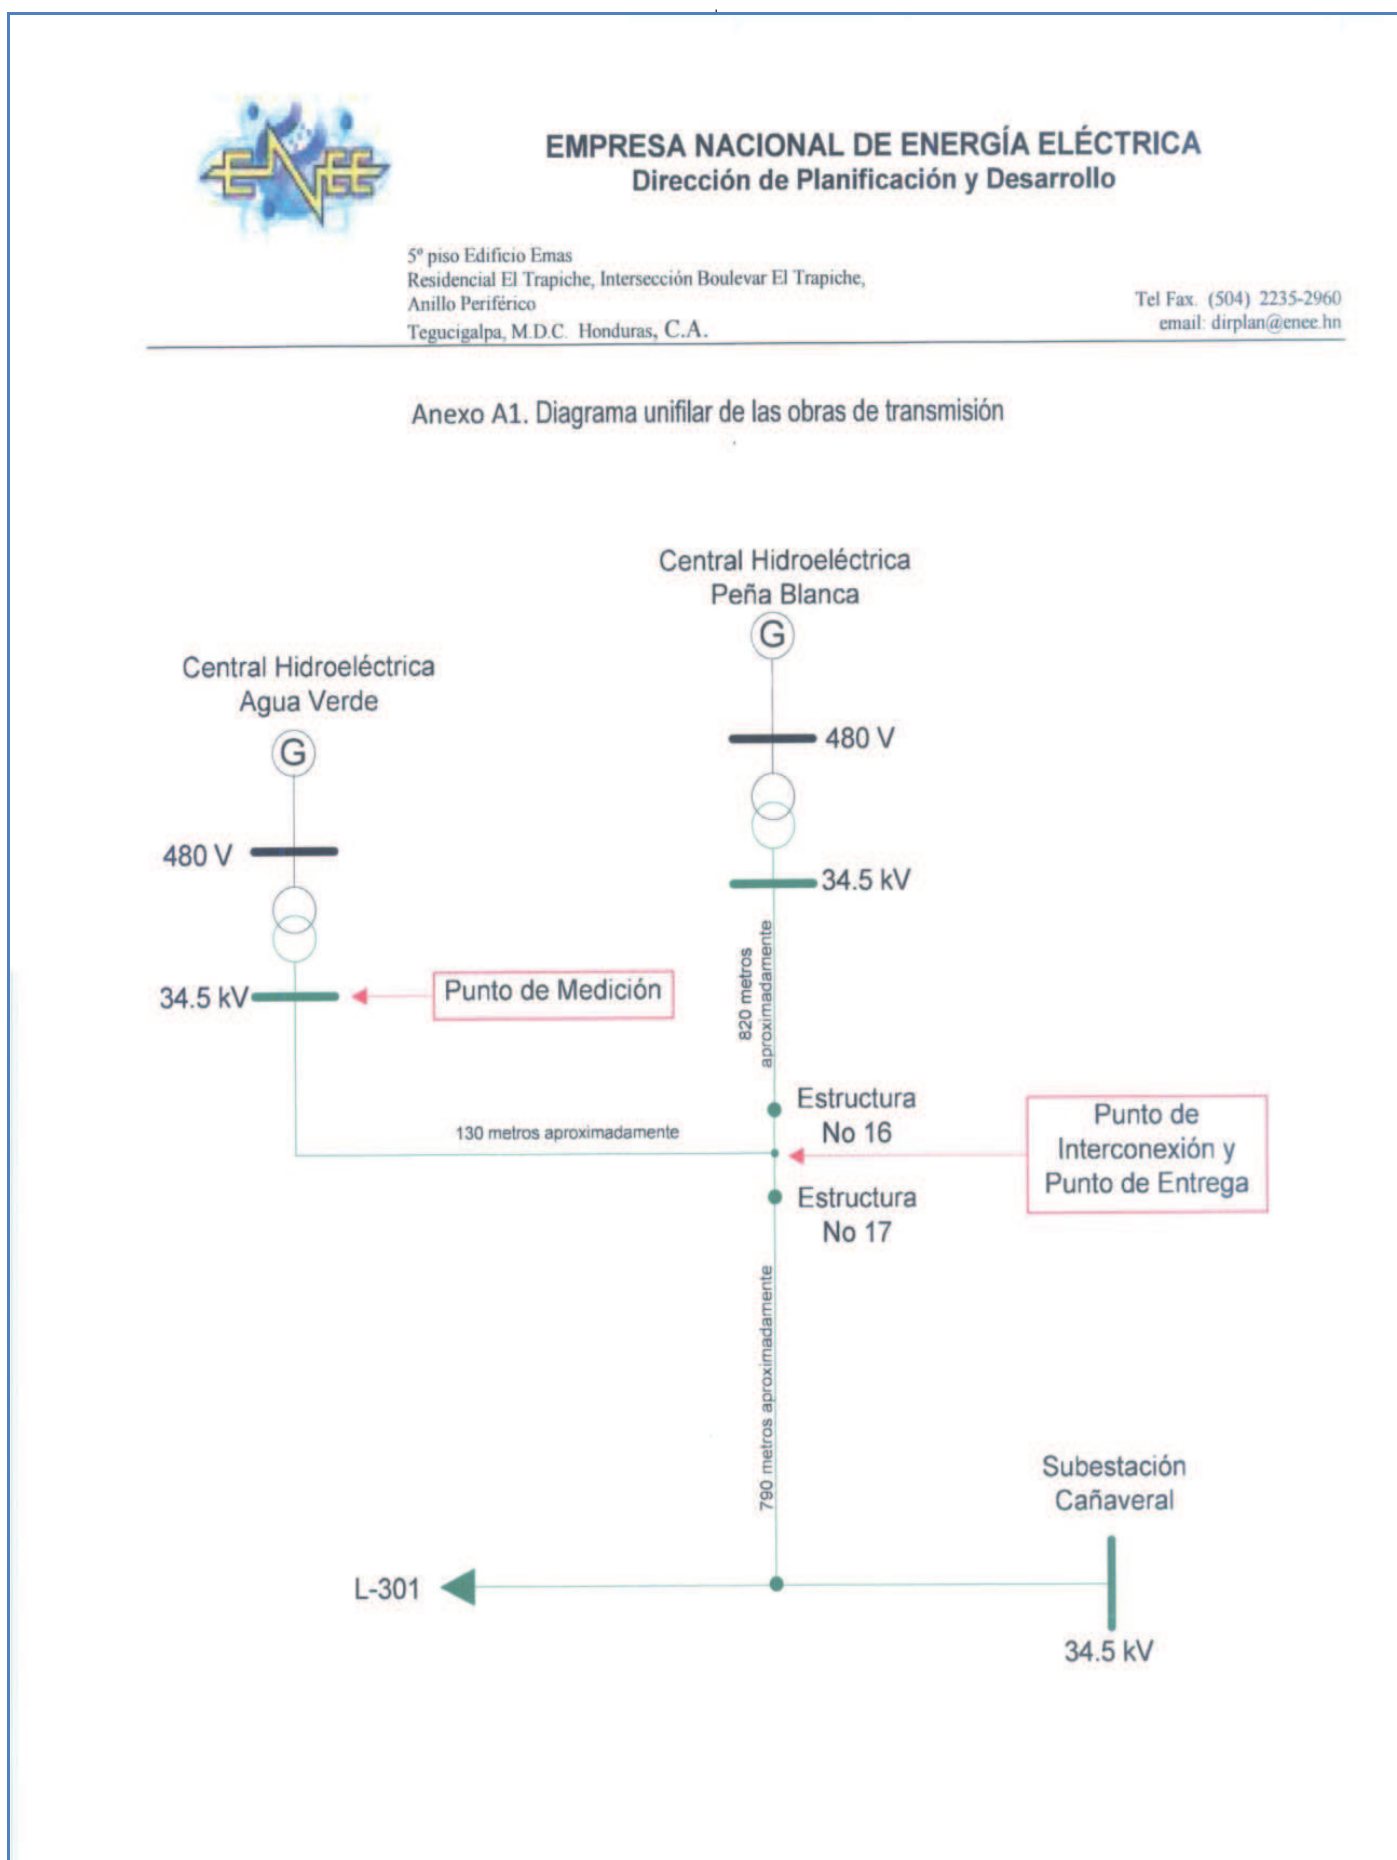 ENEE
EMPRESA NACIONAL DE ENERGÍA ELÉCTRICA
Dirección de Planificación y Desarrollo
5º piso Edificio Emas
Residencial El Trapiche, Intersección Boulevar El Trapiche,
Anillo Periférico
Tegucigalpa, M.D.C. Honduras, C.A.
Tel Fax. (504) 2235-2960
email: dirplan@enee.hn
Anexo A1. Diagrama unifilar de las obras de transmisión
Central Hidroeléctrica
Peña Blanca
G
480 V
34.5 kV
Central Hidroeléctrica
Agua Verde
G
480 V
34.5 kV
Punto de Medición
820 metros
aproximadamente
130 metros aproximadamente
Estructura
No 16
Punto de
Interconexión y
Punto de Entrega
Estructura
No 17
790 metros aproximadamente
Subestación
Cañaveral
L-301
34.5 kV